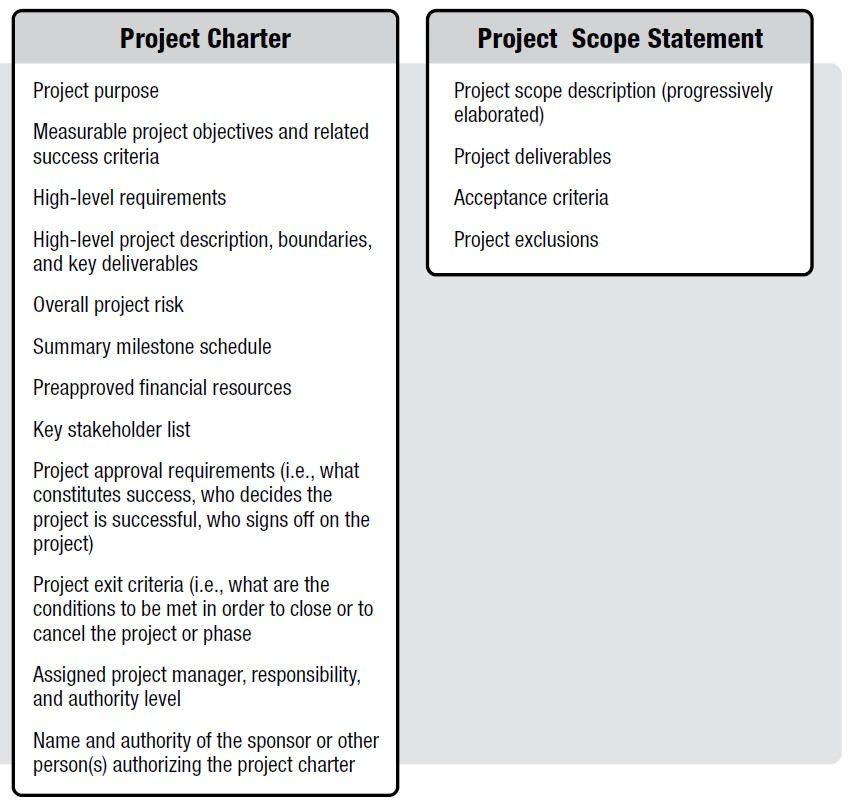 Project Charter
Project purpose
Measurable project objectives and related
success criteria
High-level requirements
High-level project description, boundaries,
and key deliverables
Overall project risk
Summary milestone schedule
Preapproved financial resources
Key stakeholder list
Project approval requirements (i.e., what
constitutes success, who decides the
project is successful, who signs off on the
project)
Project exit criteria (i.e., what are the
conditions to be met in order to close or to
cancel the project or phase
Assigned project manager, responsibility,
and authority level
Name and authority of the sponsor or other
person(s) authorizing the project charter
Project Scope Statement
Project scope description (progressively
elaborated)
Project deliverables
Acceptance criteria
Project exclusions